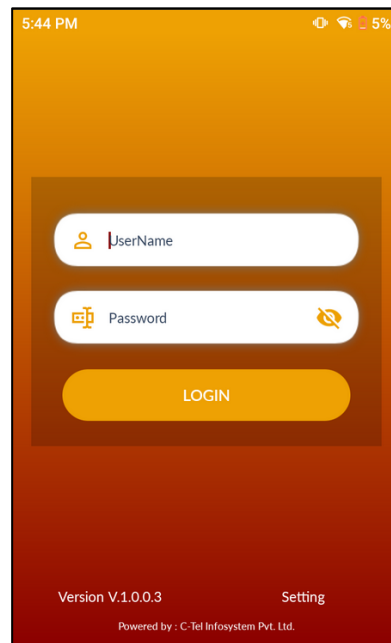 5:44 PM 5%
UserName
Password
LOGIN
Version V.1.0.0.3 Setting
Powered by : C-Tel Infosystem Pvt. Ltd.